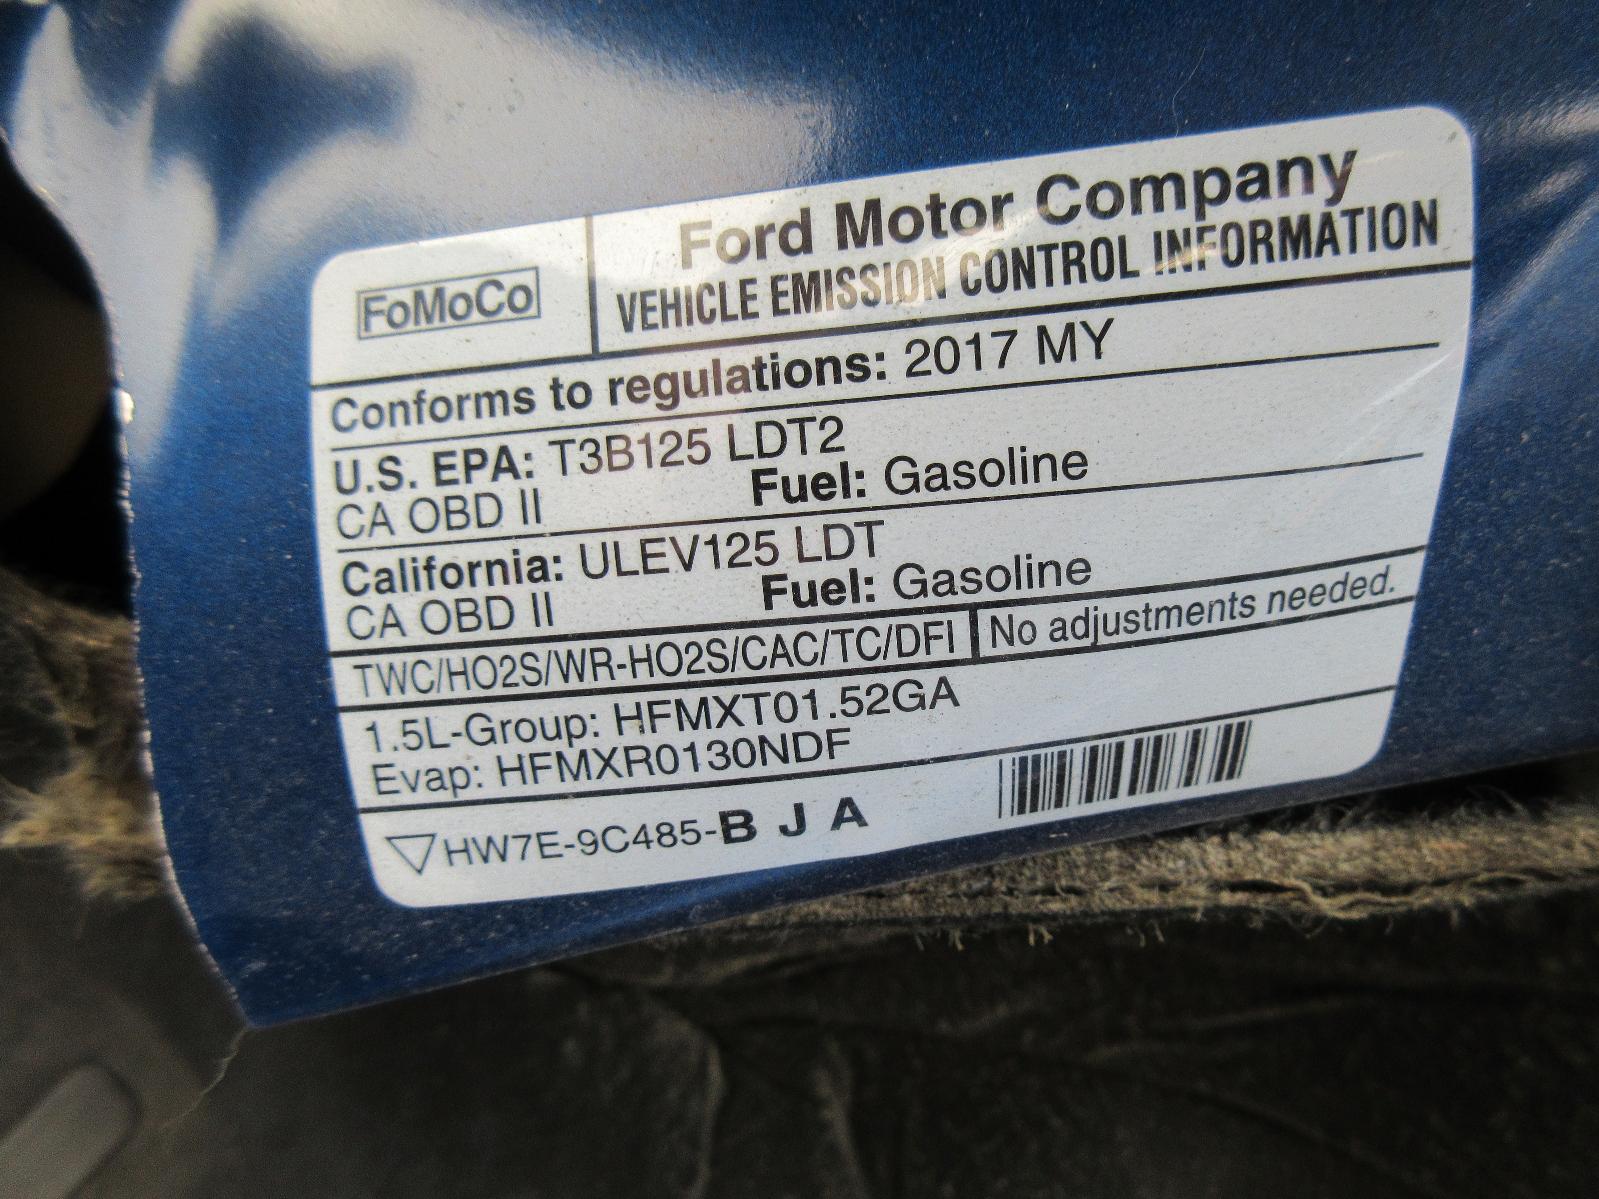 FoMoCo
Ford Motor Company
VEHICLE EMISSION CONTROL INFORMATION
Conforms to regulations: 2017 MY
U.S. EPA: T3B125 LDT2
CA OBD II Fuel: Gasoline
California: ULEV125 LDT
CA OBD II Fuel: Gasoline
TWC/HO2S/WR-HO2S/CAC/TC/DFI No adjustments needed.
1.5L-Group: HFMXT01.52GA
Evap: HFMXR0130NDF
HW7E-9C485-B J A